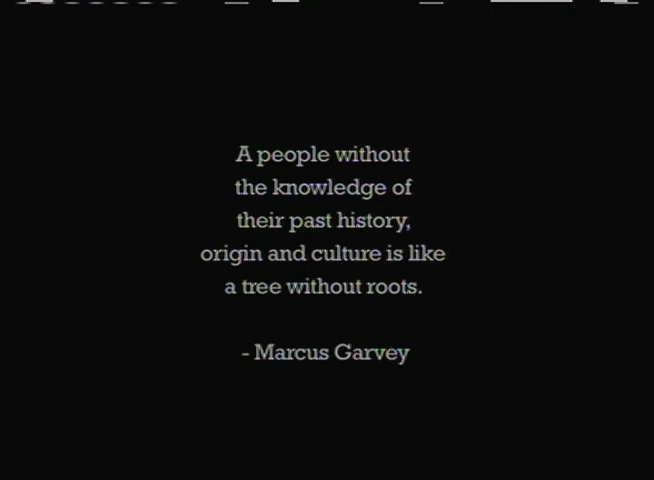 A people without
the knowledge of
their past history,
origin and culture is like
a tree without roots.
- Marcus Garvey